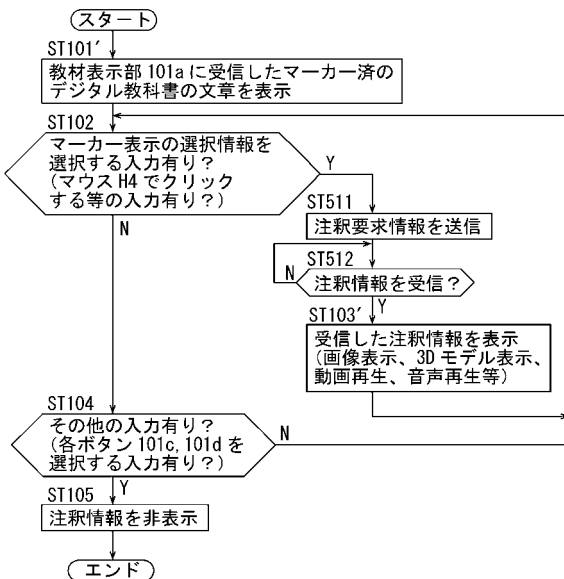 スタート
ST101'
教材表示部 101a に受信したマーカー済の
デジタル教科書の文章を表示
ST102
マーカー表示の選択情報を
選択する入力有り?
(マウス H4 でクリック
する等の入力有り?)
Y
N
ST511
注釈要求情報を送信
ST512
N
注釈情報を受信?
Y
ST103'
受信した注釈情報を表示
(画像表示、3D モデル表示、
動画再生、音声再生等)
ST104
その他の入力有り?
(各ボタン 101c, 101d を
選択する入力有り?)
N
Y
ST105
注釈情報を非表示
エンド